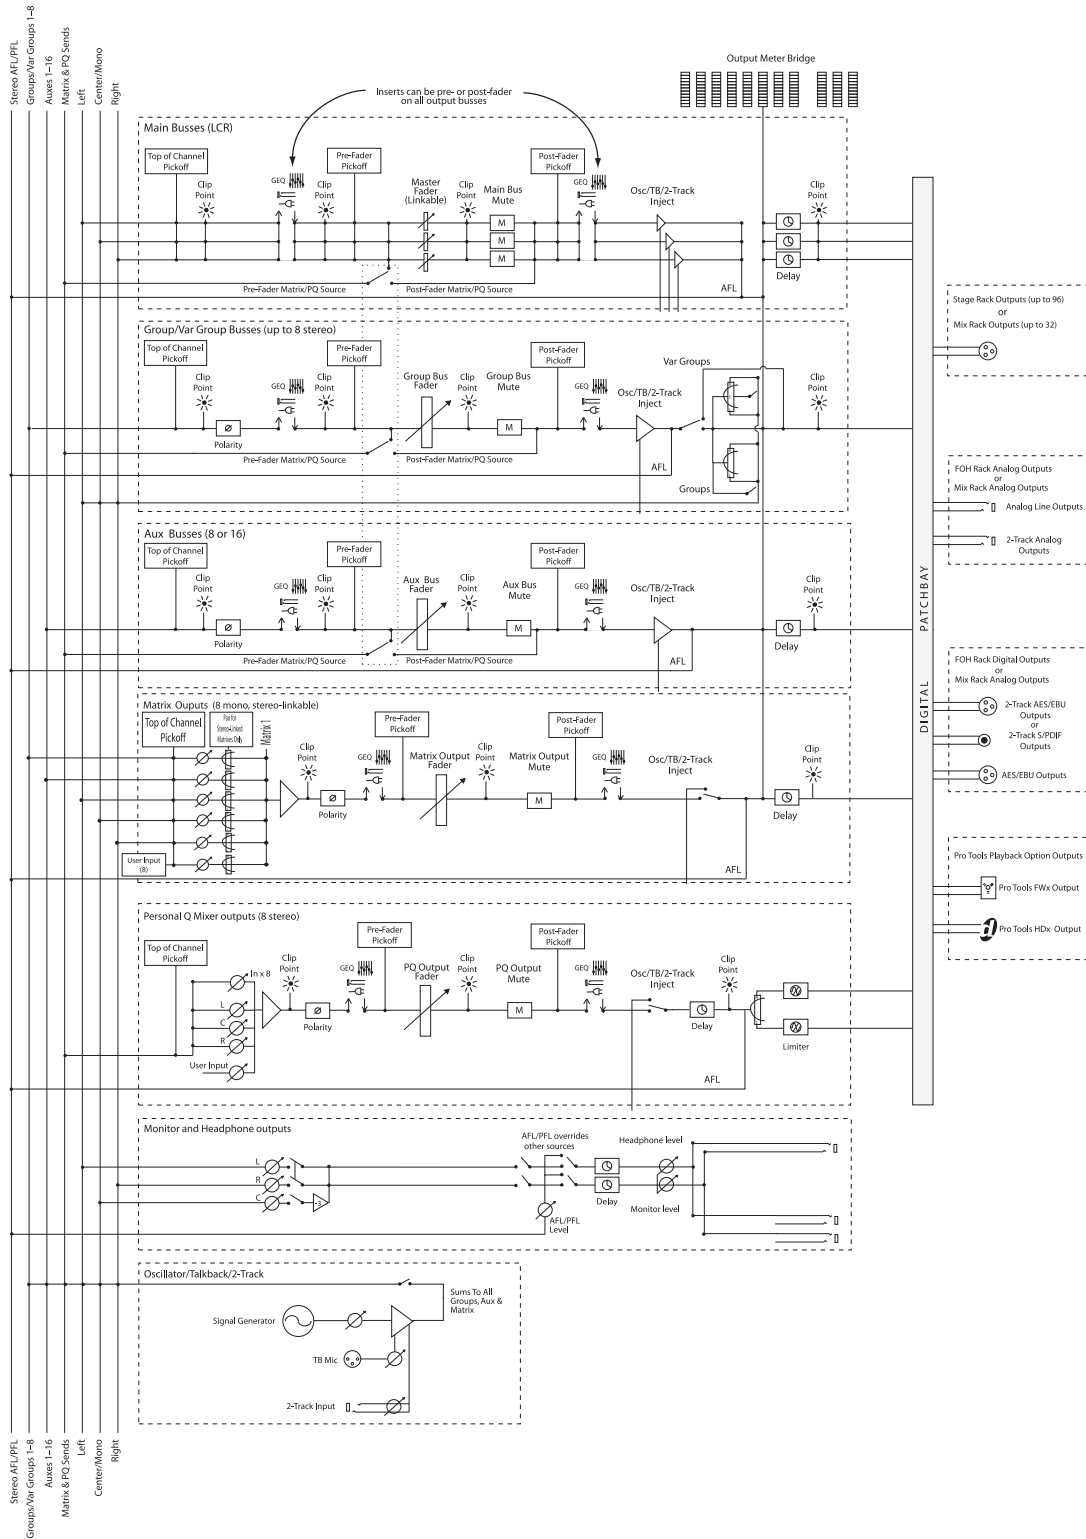 Stereo AFL/PFL
Groups/Var Groups 1–8
Auxes 1–16
Matrix & PQ Sends
Left
Center/Mono
Right
Output Meter Bridge
Inserts can be pre- or post-fader
on all output busses
Main Busses (LCR)
Top of Channel
Pickoff
Clip
Point
GEQ
Clip
Point
Pre-Fader
Pickoff
Master
Fader
(Linkable)
Clip
Point
Main Bus
Mute
Post-Fader
Pickoff
GEQ
Osc/TB/2-Track
Inject
Clip
Point
M
M
M
Delay
Pre-Fader Matrix/PQ Source
Post-Fader Matrix/PQ Source
AFL
Group/Var Group Busses (up to 8 stereo)
Top of Channel
Pickoff
Clip
Point
Ø
Polarity
GEQ
Clip
Point
Pre-Fader
Pickoff
Group Bus
Fader
Clip
Point
Group Bus
Mute
M
Post-Fader
Pickoff
GEQ
Osc/TB/2-Track
Inject
Var Groups
Clip
Point
Pre-Fader Matrix/PQ Source
Post-Fader Matrix/PQ Source
AFL
Groups
Aux Busses (8 or 16)
Top of Channel
Pickoff
Clip
Point
Ø
Polarity
GEQ
Clip
Point
Pre-Fader
Pickoff
Aux Bus
Fader
Clip
Point
Aux Bus
Mute
M
Post-Fader
Pickoff
GEQ
Osc/TB/2-Track
Inject
Clip
Point
Delay
Pre-Fader Matrix/PQ Source
Post-Fader Matrix/PQ Source
AFL
Matrix Ouputs (8 mono, stereo-linkable)
Top of Channel
Pickoff
Pan for
Stereo-Linked
Matrices Only
Matrix 1
User Input
(8)
Clip
Point
Ø
Polarity
GEQ
Pre-Fader
Pickoff
Matrix Output
Fader
Clip
Point
Matrix Output
Mute
M
Post-Fader
Pickoff
GEQ
Osc/TB/2-Track
Inject
Clip
Point
Delay
AFL
Personal Q Mixer outputs (8 stereo)
Top of Channel
Pickoff
In x 8
L
C
R
User Input
Clip
Point
Ø
Polarity
GEQ
Pre-Fader
Pickoff
PQ Output
Fader
Clip
Point
PQ Output
Mute
M
Post-Fader
Pickoff
GEQ
Osc/TB/2-Track
Inject
Delay
Clip
Point
Limiter
AFL
Monitor and Headphone outputs
L
R
C
-3
AFL/PFL overrides
other sources
AFL/PFL
Level
Delay
Headphone level
Monitor level
Oscillator/Talkback/2-Track
Signal Generator
TB Mic
2-Track Input
Sums To All
Groups, Aux &
Matrix
DIGITAL PATCHBAY
Stage Rack Outputs (up to 96)
or
Mix Rack Outputs (up to 32)
FOH Rack Analog Outputs
or
Mix Rack Analog Outputs
Analog Line Outputs
2-Track Analog
Outputs
FOH Rack Digital Outputs
or
Mix Rack Analog Outputs
2-Track AES/EBU
Outputs
or
2-Track S/PDIF
Outputs
AES/EBU Outputs
Pro Tools Playback Option Outputs
Pro Tools FWx Output
Pro Tools HDx Output
Stereo AFL/PFL
Groups/Var Groups 1–8
Auxes 1–16
Matrix & PQ Sends
Left
Center/Mono
Right